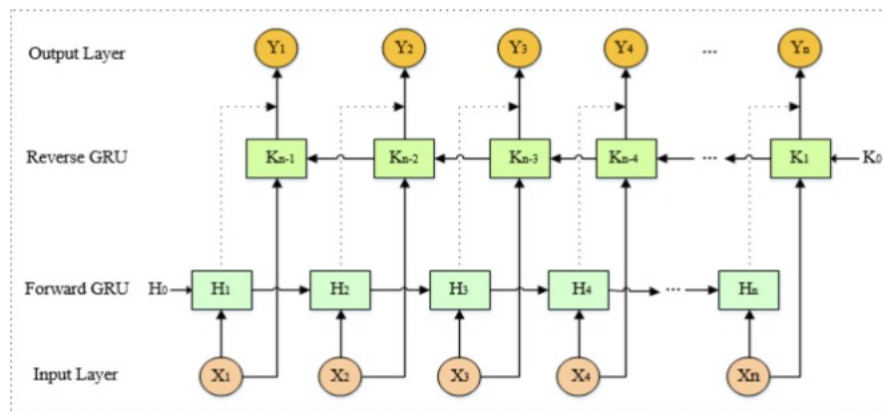 Output Layer Y1 Y2 Y3 Y4 ... Yn
Reverse GRU Kn-1 Kn-2 Kn-3 Kn-4 ... K1 K0
Forward GRU H0 H1 H2 H3 H4 ... Hn
Input Layer X1 X2 X3 X4 Xn